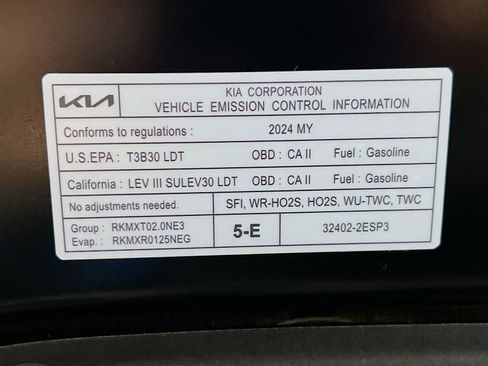 KIA
KIA CORPORATION
VEHICLE EMISSION CONTROL INFORMATION
Conforms to regulations : 2024 MY
U.S.EPA : T3B30 LDT OBD : CA II Fuel : Gasoline
California : LEV III SULEV30 LDT OBD : CA II Fuel : Gasoline
No adjustments needed. SFI, WR-HO2S, HO2S, WU-TWC, TWC
Group : RKMXT02.0NE3
Evap. : RKMXR0125NEG
5-E
32402-2ESP3